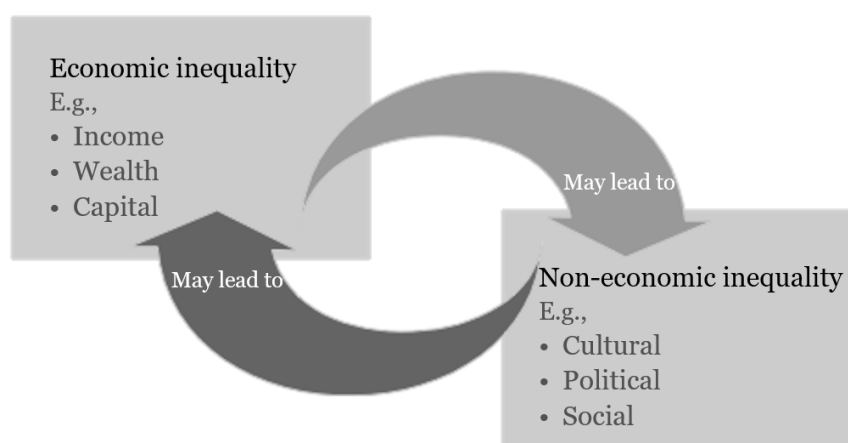 Economic inequality
E.g.,
• Income
• Wealth
• Capital
May lead to
May lead to
Non-economic inequality
E.g.,
• Cultural
• Political
• Social